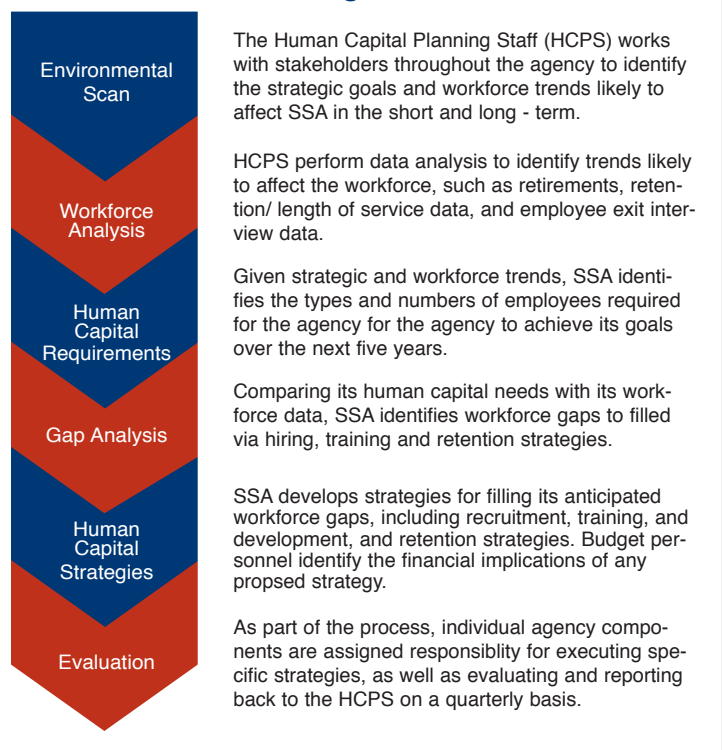 Environmental
Scan
The Human Capital Planning Staff (HCPS) works
with stakeholders throughout the agency to identify
the strategic goals and workforce trends likely to
affect SSA in the short and long - term.
Workforce
Analysis
HCPS perform data analysis to identify trends likely
to affect the workforce, such as retirements, reten-
tion/ length of service data, and employee exit inter-
view data.
Human
Capital
Requirements
Given strategic and workforce trends, SSA identi-
fies the types and numbers of employees required
for the agency for the agency to achieve its goals
over the next five years.
Gap Analysis
Comparing its human capital needs with its work-
force data, SSA identifies workforce gaps to filled
via hiring, training and retention strategies.
Human
Capital
Strategies
SSA develops strategies for filling its anticipated
workforce gaps, including recruitment, training, and
development, and retention strategies. Budget per-
sonnel identify the financial implications of any
propsed strategy.
Evaluation
As part of the process, individual agency compo-
nents are assigned responsiblity for executing spe-
cific strategies, as well as evaluating and reporting
back to the HCPS on a quarterly basis.